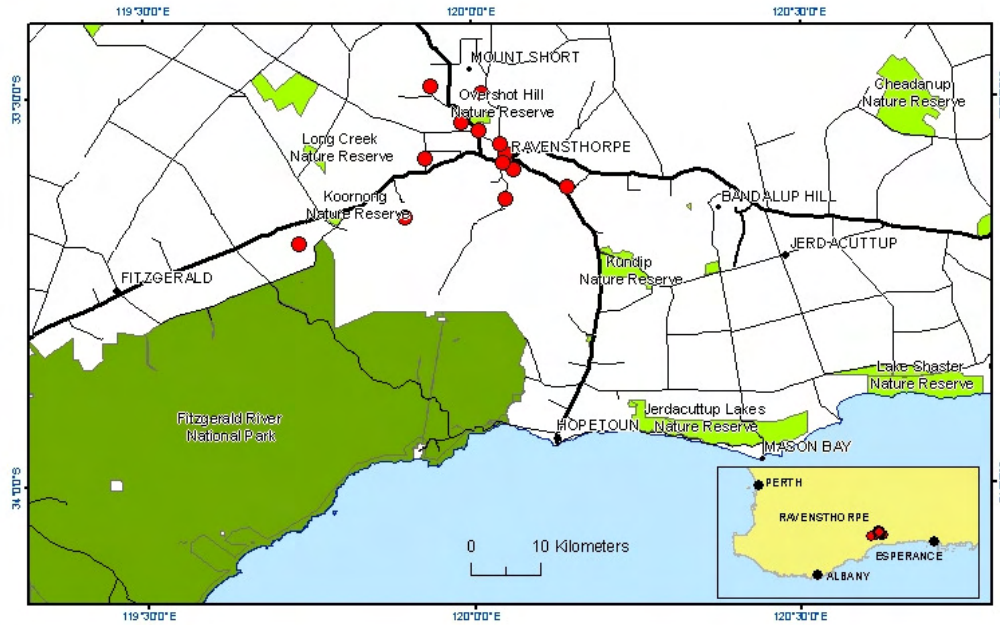 119°30'0"E
120°0'0"E
120°30'0"E
33°30'0"S
MOUNT SHORT
Overshot Hill
Nature Reserve
Cheadanup
Nature Reserve
Long Creek
Nature Reserve
RAVENSTHORPE
Koornong
Nature Reserve
BANDALUP HILL
JERDACUTTUP
FITZGERALD
Kundip
Nature Reserve
Lake Shaster
Nature Reserve
Fitzgerald River
National Park
Jerdacuttup Lakes
Nature Reserve
HOPETOUN
MASON BAY
34°0'0"S
0 10 Kilometers
PERTH
RAVENSTHORPE
ESPERANCE
ALBANY
119°30'0"E
120°0'0"E
120°30'0"E